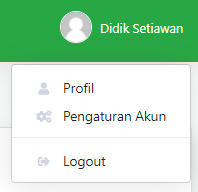 Didik Setiawan
Profil
Pengaturan Akun
Logout